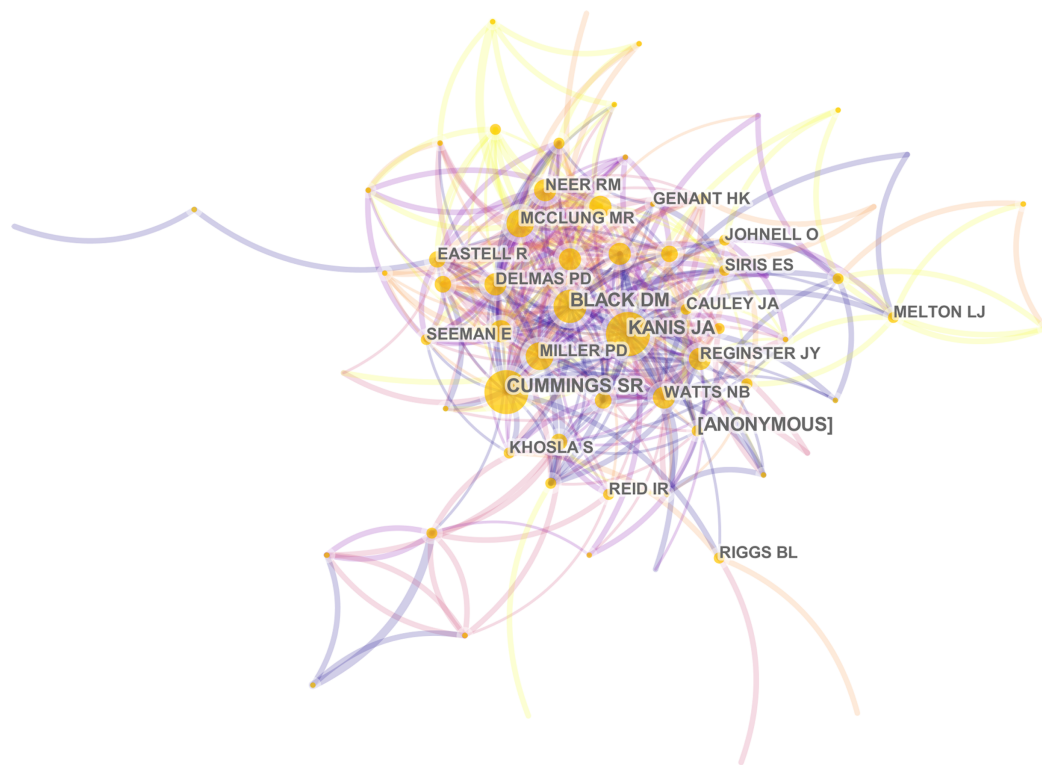 NEER RM
GENANT HK
MCCLUNG MR
JOHNELL O
EASTELL R
SIRIS ES
DELMAS PD
BLACK DM
CAULEY JA
MELTON LJ
KANIS JA
SEEMAN E
MILLER PD
REGINSTER JY
CUMMINGS SR
WATTS NB
[ANONYMOUS]
KHOSLA S
REID IR
RIGGS BL